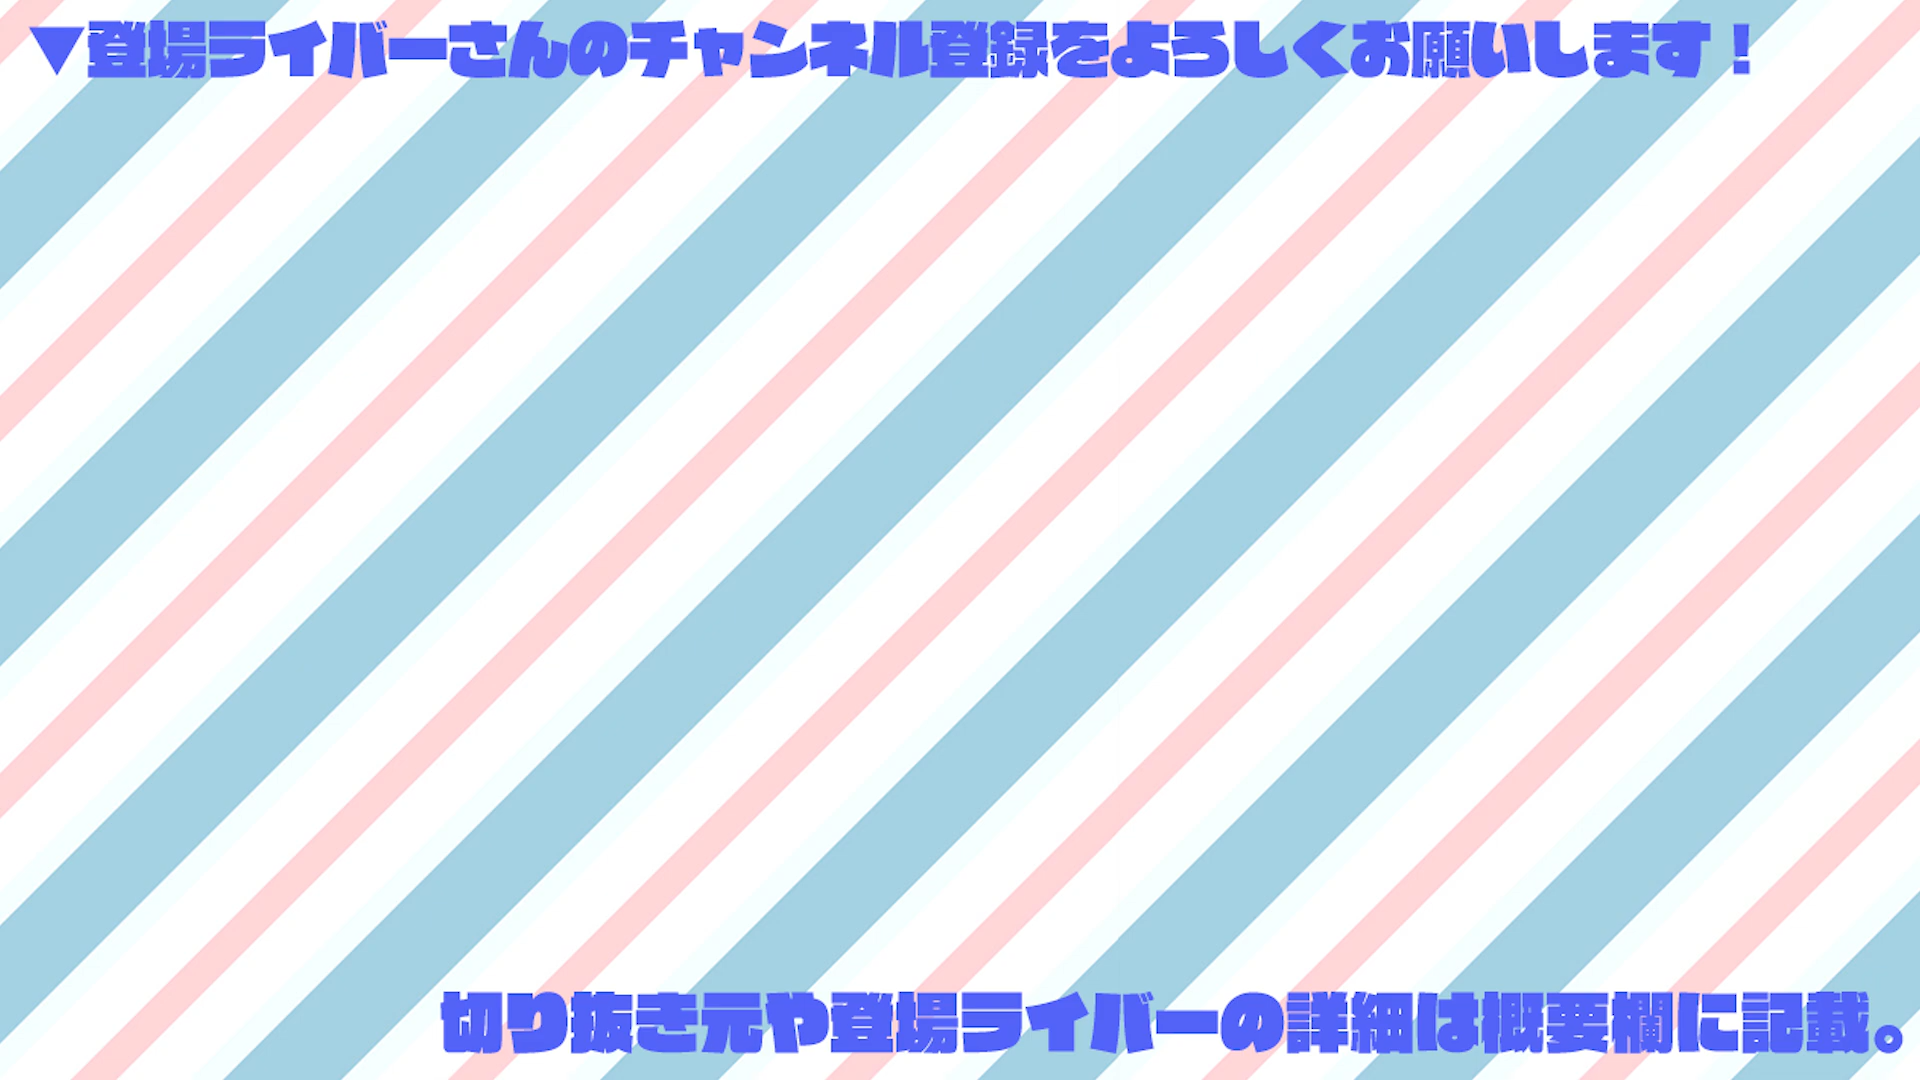 ▼登場ライバーさんのチャンネル登録をよろしくお願いします！
切り抜き元や登場ライバーの詳細は概要欄に記載。